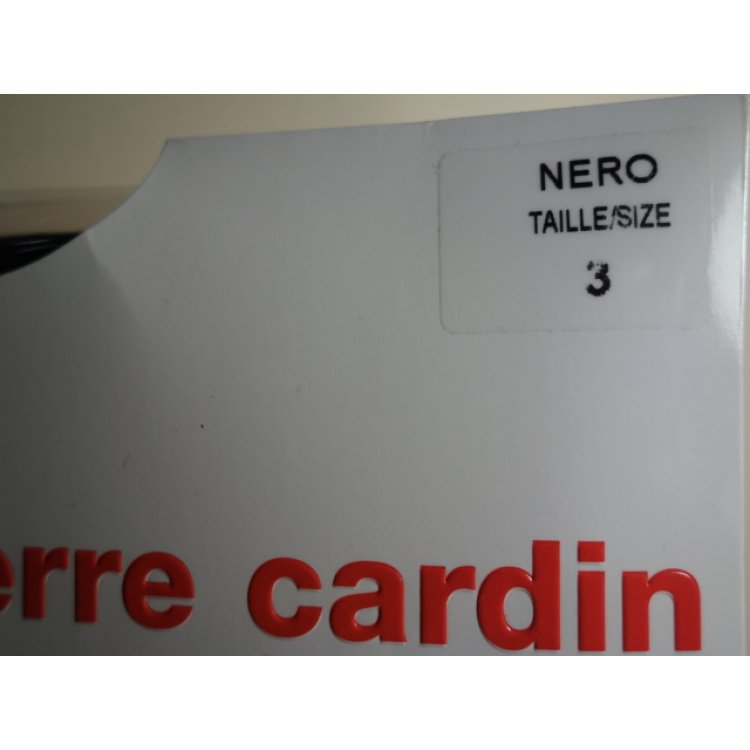 NERO
TAILLE/SIZE
3
erre cardin